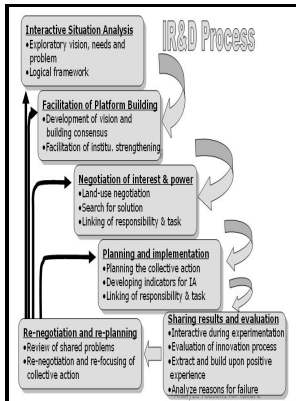 IR&D Process
Interactive Situation Analysis
•Exploratory vision, needs and
problem
•Logical framework
Facilitation of Platform Building
•Development of vision and
building consensus
•Facilitation of institu. strengthening
Negotiation of interest & power
•Land-use negotiation
•Search for solution
•Linking of responsibility & task
Planning and implementation
•Planning the collective action
•Developing indicators for IA
•Linking of responsibility & task
Sharing results and evaluation
•Interactive during experimentation
•Evaluation of innovation process
•Extract and build upon positive
experience
•Analyze reasons for failure
Re-negotiation and re-planning
•Review of shared problems
•Re-negotiation and re-focusing of
collective action